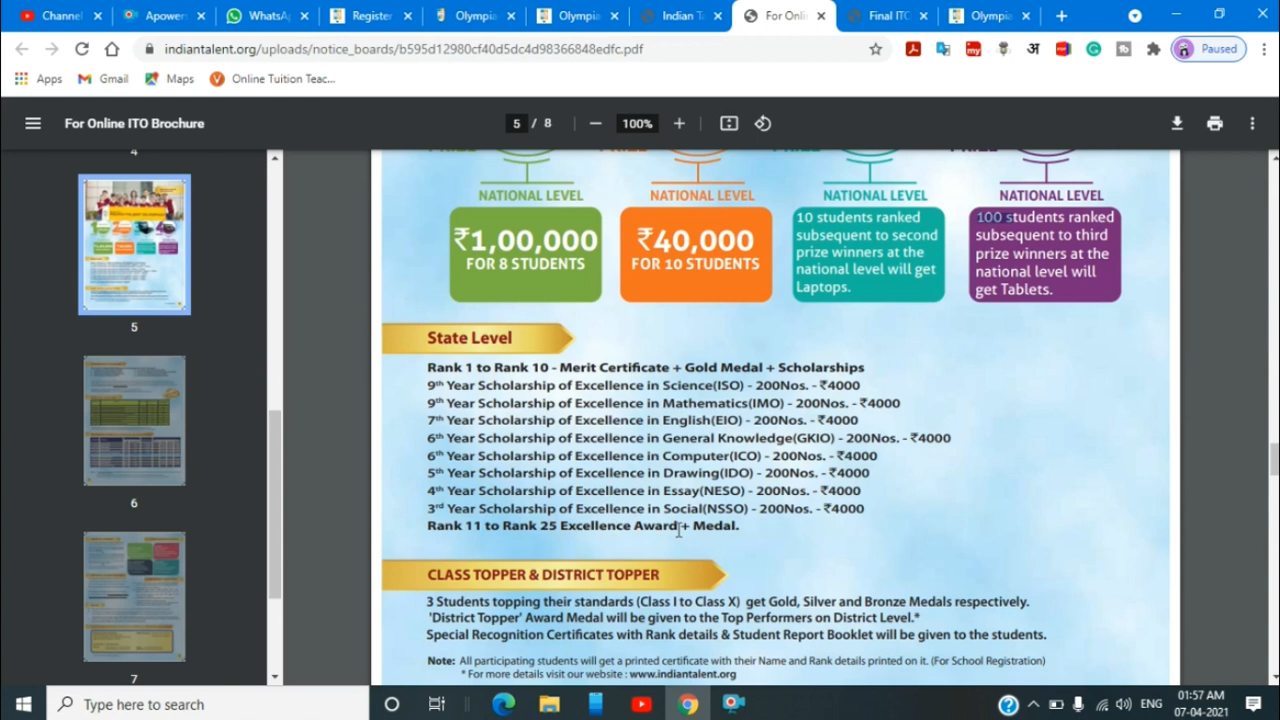 Channel
Apowers
WhatsAp
Register
Olympia
Olympia
Indian Ta
For Onli
Final ITO
Olympia
indiantalent.org/uploads/notice_boards/b595d12980cf40d5dc4d98366848edfc.pdf
Paused
Apps
Gmail
Maps
Online Tuition Teac...
For Online ITO Brochure
5 / 8
100%
4
5
6
7
NATIONAL LEVEL
₹1,00,000
FOR 8 STUDENTS
NATIONAL LEVEL
₹40,000
FOR 10 STUDENTS
NATIONAL LEVEL
10 students ranked
subsequent to second
prize winners at the
national level will get
Laptops.
NATIONAL LEVEL
100 students ranked
subsequent to third
prize winners at the
national level will
get Tablets.
State Level
Rank 1 to Rank 10 - Merit Certificate + Gold Medal + Scholarships
9th Year Scholarship of Excellence in Science(ISO) - 200Nos. - ₹4000
9th Year Scholarship of Excellence in Mathematics(IMO) - 200Nos. - ₹4000
7th Year Scholarship of Excellence in English(EIO) - 200Nos. - ₹4000
6th Year Scholarship of Excellence in General Knowledge(GKIO) - 200Nos. - ₹4000
6th Year Scholarship of Excellence in Computer(ICO) - 200Nos. - ₹4000
5th Year Scholarship of Excellence in Drawing(IDO) - 200Nos. - ₹4000
4th Year Scholarship of Excellence in Essay(NESO) - 200Nos. - ₹4000
3rd Year Scholarship of Excellence in Social(NSSO) - 200Nos. - ₹4000
Rank 11 to Rank 25 Excellence Award + Medal.
CLASS TOPPER & DISTRICT TOPPER
3 Students topping their standards (Class I to Class X) get Gold, Silver and Bronze Medals respectively.
'District Topper' Award Medal will be given to the Top Performers on District Level.*
Special Recognition Certificates with Rank details & Student Report Booklet will be given to the students.
Note: All participating students will get a printed certificate with their Name and Rank details printed on it. (For School Registration)
* For more details visit our website : www.indiantalent.org
Type here to search
ENG
01:57 AM
07-04-2021